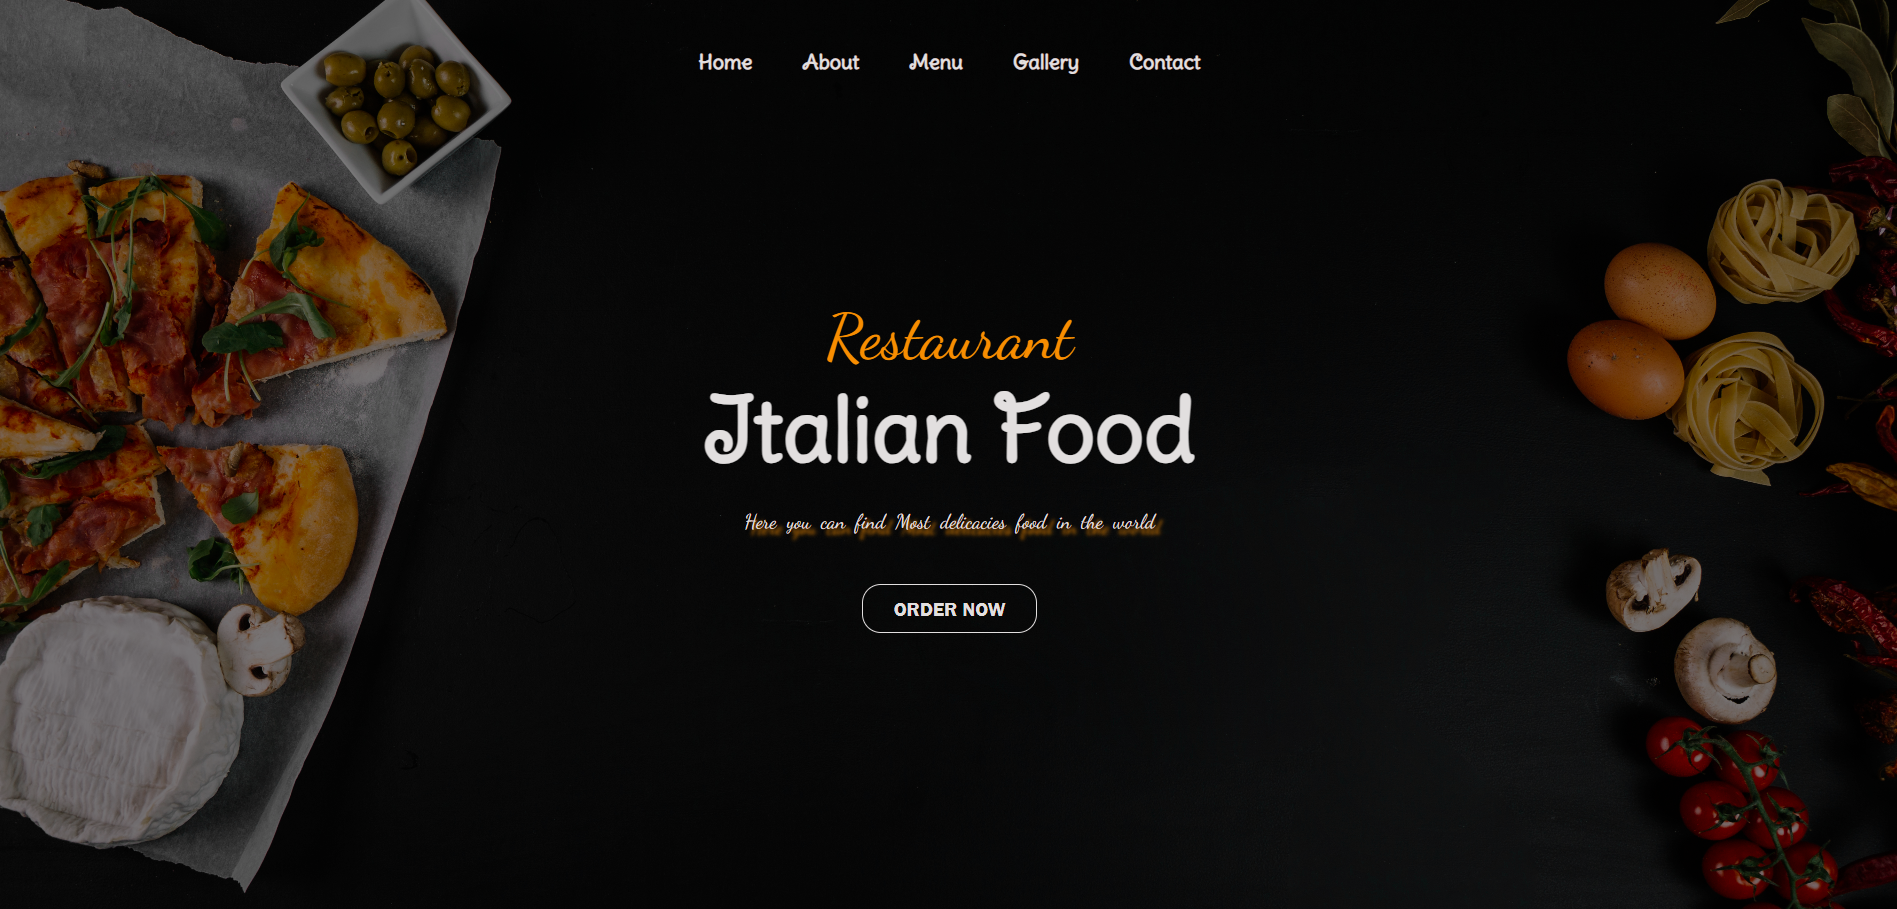 Home About Menu Gallery Contact
Restaurant
Italian Food
Here you can find Most delicacies food in the world
ORDER NOW